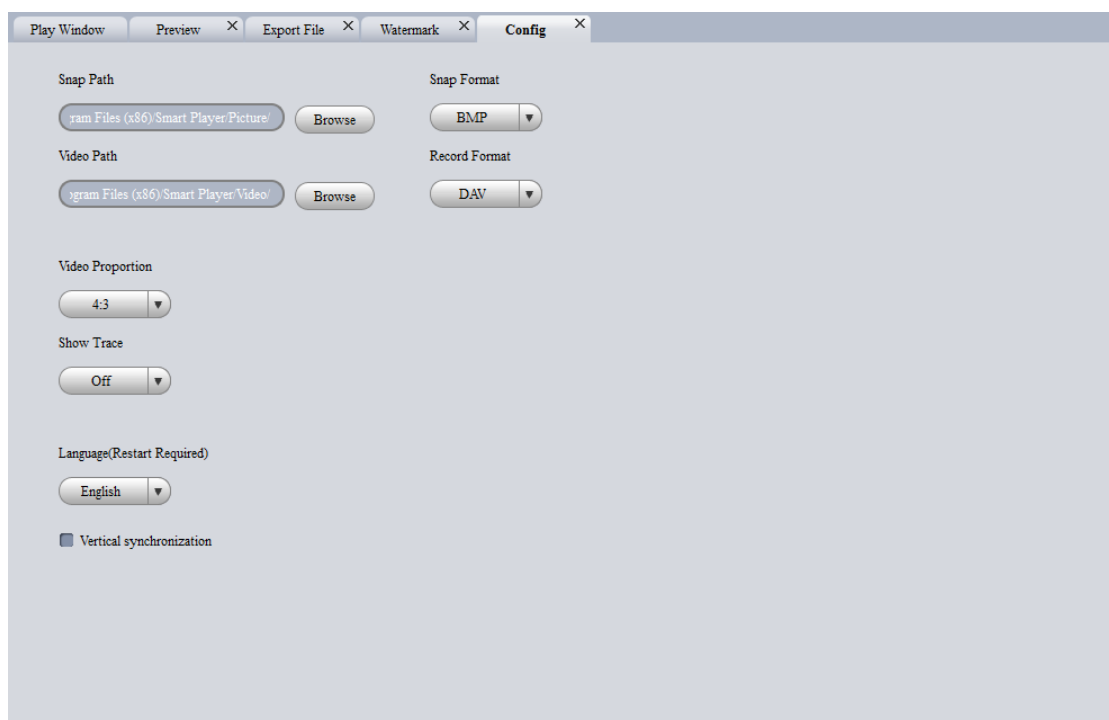 Play Window Preview X Export File X Watermark X Config X
Snap Path Snap Format
ram Files (x86)/Smart Player/Picture/ Browse BMP
Video Path Record Format
gram Files (x86)/Smart Player/Video/ Browse DAV
Video Proportion
4:3
Show Trace
Off
Language(Restart Required)
English
Vertical synchronization